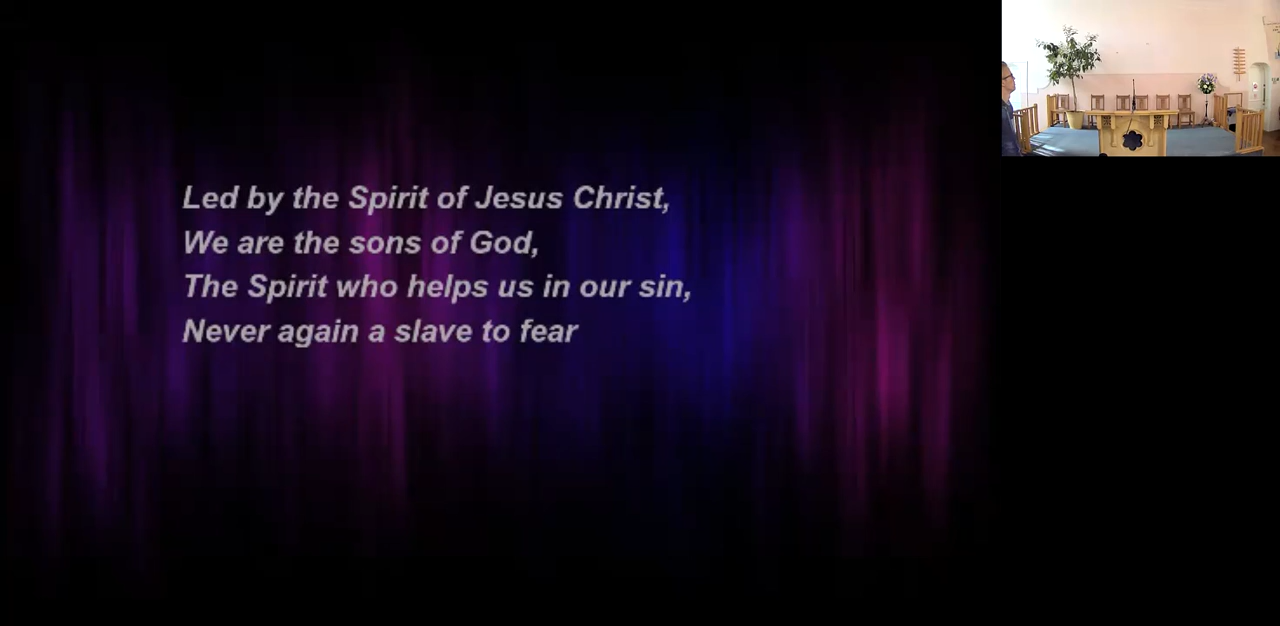 Led by the Spirit of Jesus Christ,
We are the sons of God,
The Spirit who helps us in our sin,
Never again a slave to fear